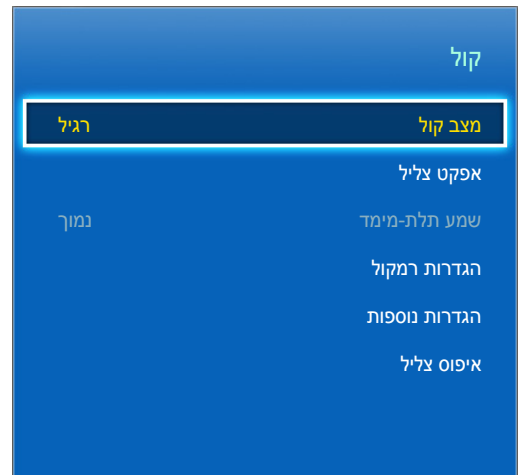 קול
מצב קול רגיל
אפקט צליל
שמע תלת-מימד נמוך
הגדרות רמקול
הגדרות נוספות
איפוס צליל